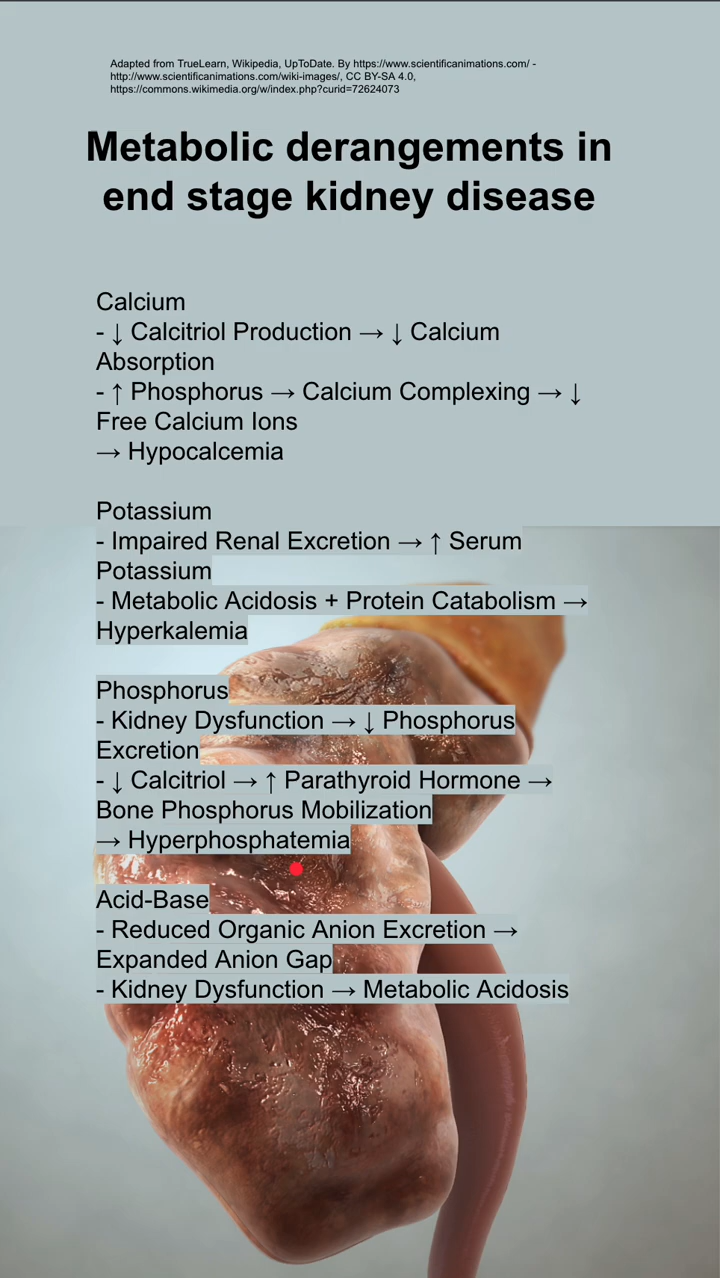 Adapted from TrueLearn, Wikipedia, UpToDate. By https://www.scientificanimations.com/ -
http://www.scientificanimations.com/wiki-images/, CC BY-SA 4.0,
https://commons.wikimedia.org/w/index.php?curid=72624073
Metabolic derangements in
end stage kidney disease
Calcium
- ↓ Calcitriol Production → ↓ Calcium
Absorption
- ↑ Phosphorus → Calcium Complexing → ↓
Free Calcium Ions
→ Hypocalcemia
Potassium
- Impaired Renal Excretion → ↑ Serum
Potassium
- Metabolic Acidosis + Protein Catabolism →
Hyperkalemia
Phosphorus
- Kidney Dysfunction → ↓ Phosphorus
Excretion
- ↓ Calcitriol → ↑ Parathyroid Hormone →
Bone Phosphorus Mobilization
→ Hyperphosphatemia
Acid-Base
- Reduced Organic Anion Excretion →
Expanded Anion Gap
- Kidney Dysfunction → Metabolic Acidosis